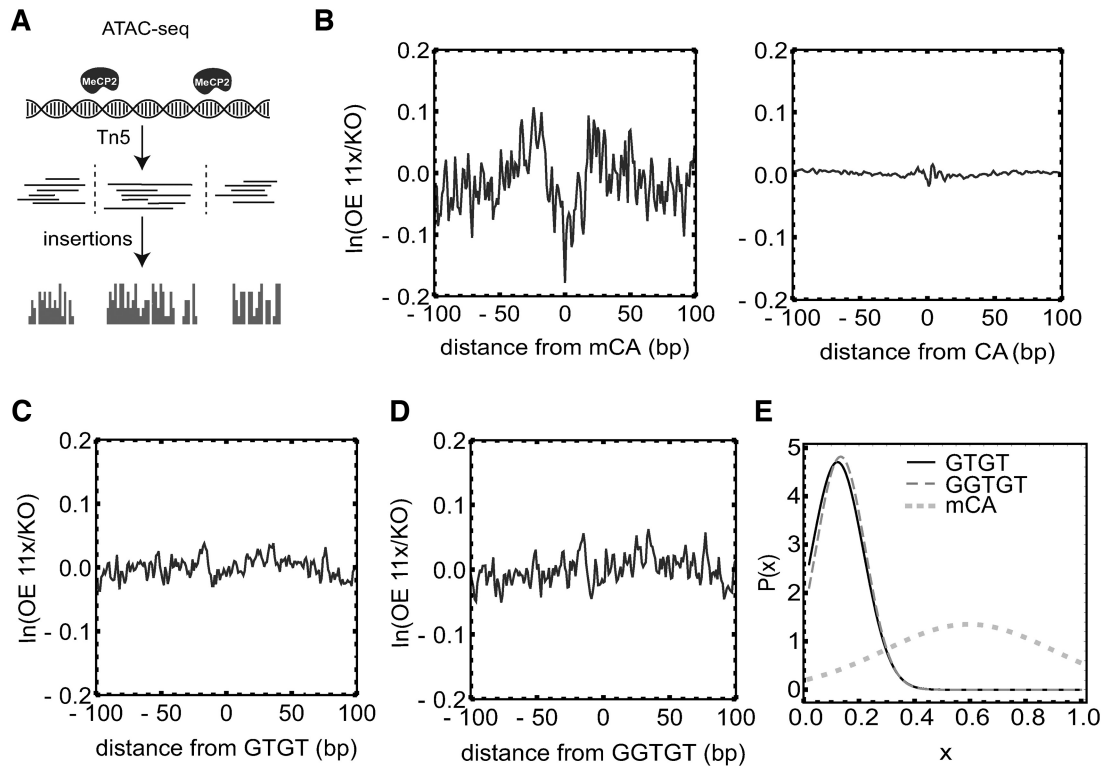 A
ATAC-seq
MeCP2 MeCP2
Tn5
insertions
B
ln(OE 11x/KO)
0.2
0.1
0.0
- 0.1
- 0.2
- 100 - 50 0 50 100
distance from mCA (bp)
0.2
0.1
0.0
- 0.1
- 0.2
- 100 - 50 0 50 100
distance from CA (bp)
C
ln(OE 11x/KO)
0.2
0.1
0.0
- 0.1
- 0.2
- 100 - 50 0 50 100
distance from GTGT (bp)
D
ln(OE 11x/KO)
0.2
0.1
0.0
- 0.1
- 0.2
- 100 - 50 0 50 100
distance from GGTGT (bp)
E
P(x)
5
4
3
2
1
0
GTGT
GGTGT
mCA
0.0 0.2 0.4 0.6 0.8 1.0
x